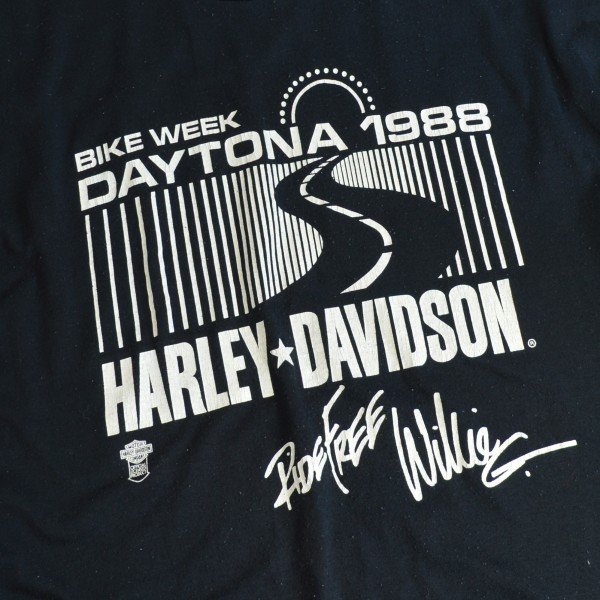 BIKE WEEK
DAYTONA 1988
HARLEY★DAVIDSON®
Ride Free Willie G.